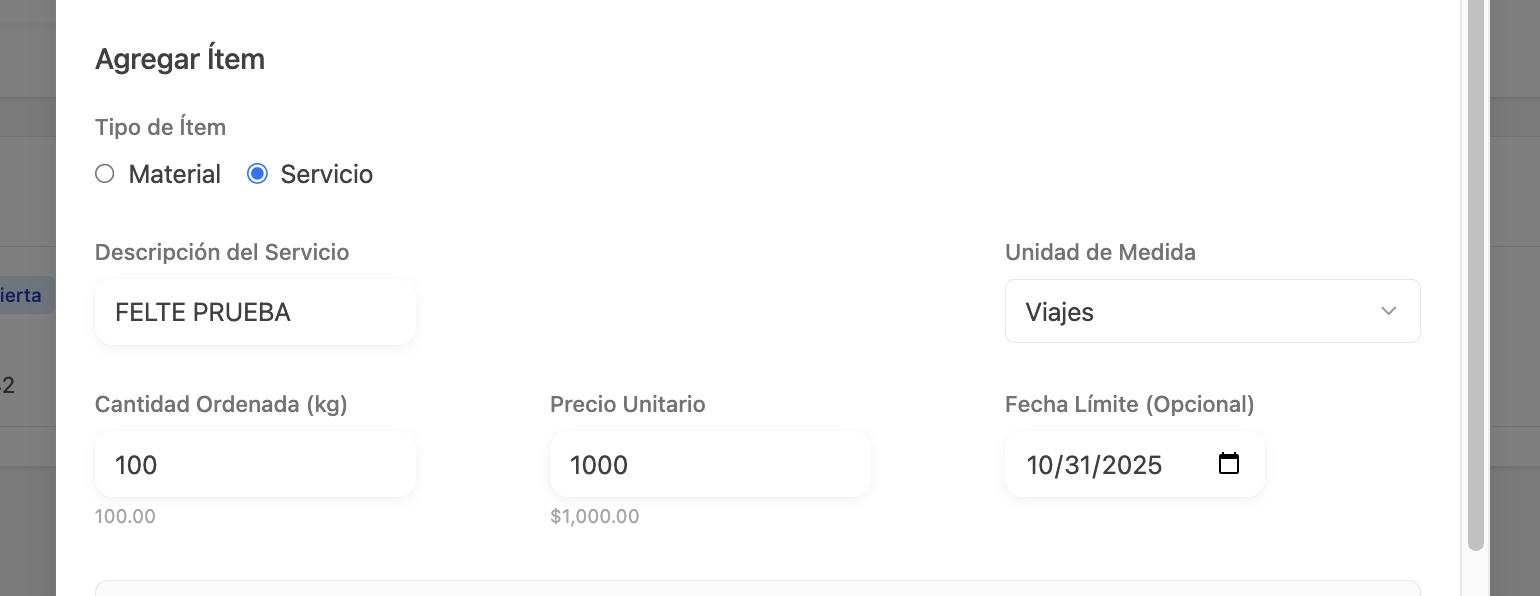 Agregar Ítem
Tipo de Ítem
Material Servicio
Descripción del Servicio Unidad de Medida
FELTE PRUEBA Viajes
Cantidad Ordenada (kg) Precio Unitario Fecha Límite (Opcional)
100 1000 10/31/2025
100.00 $1,000.00
ierta
2